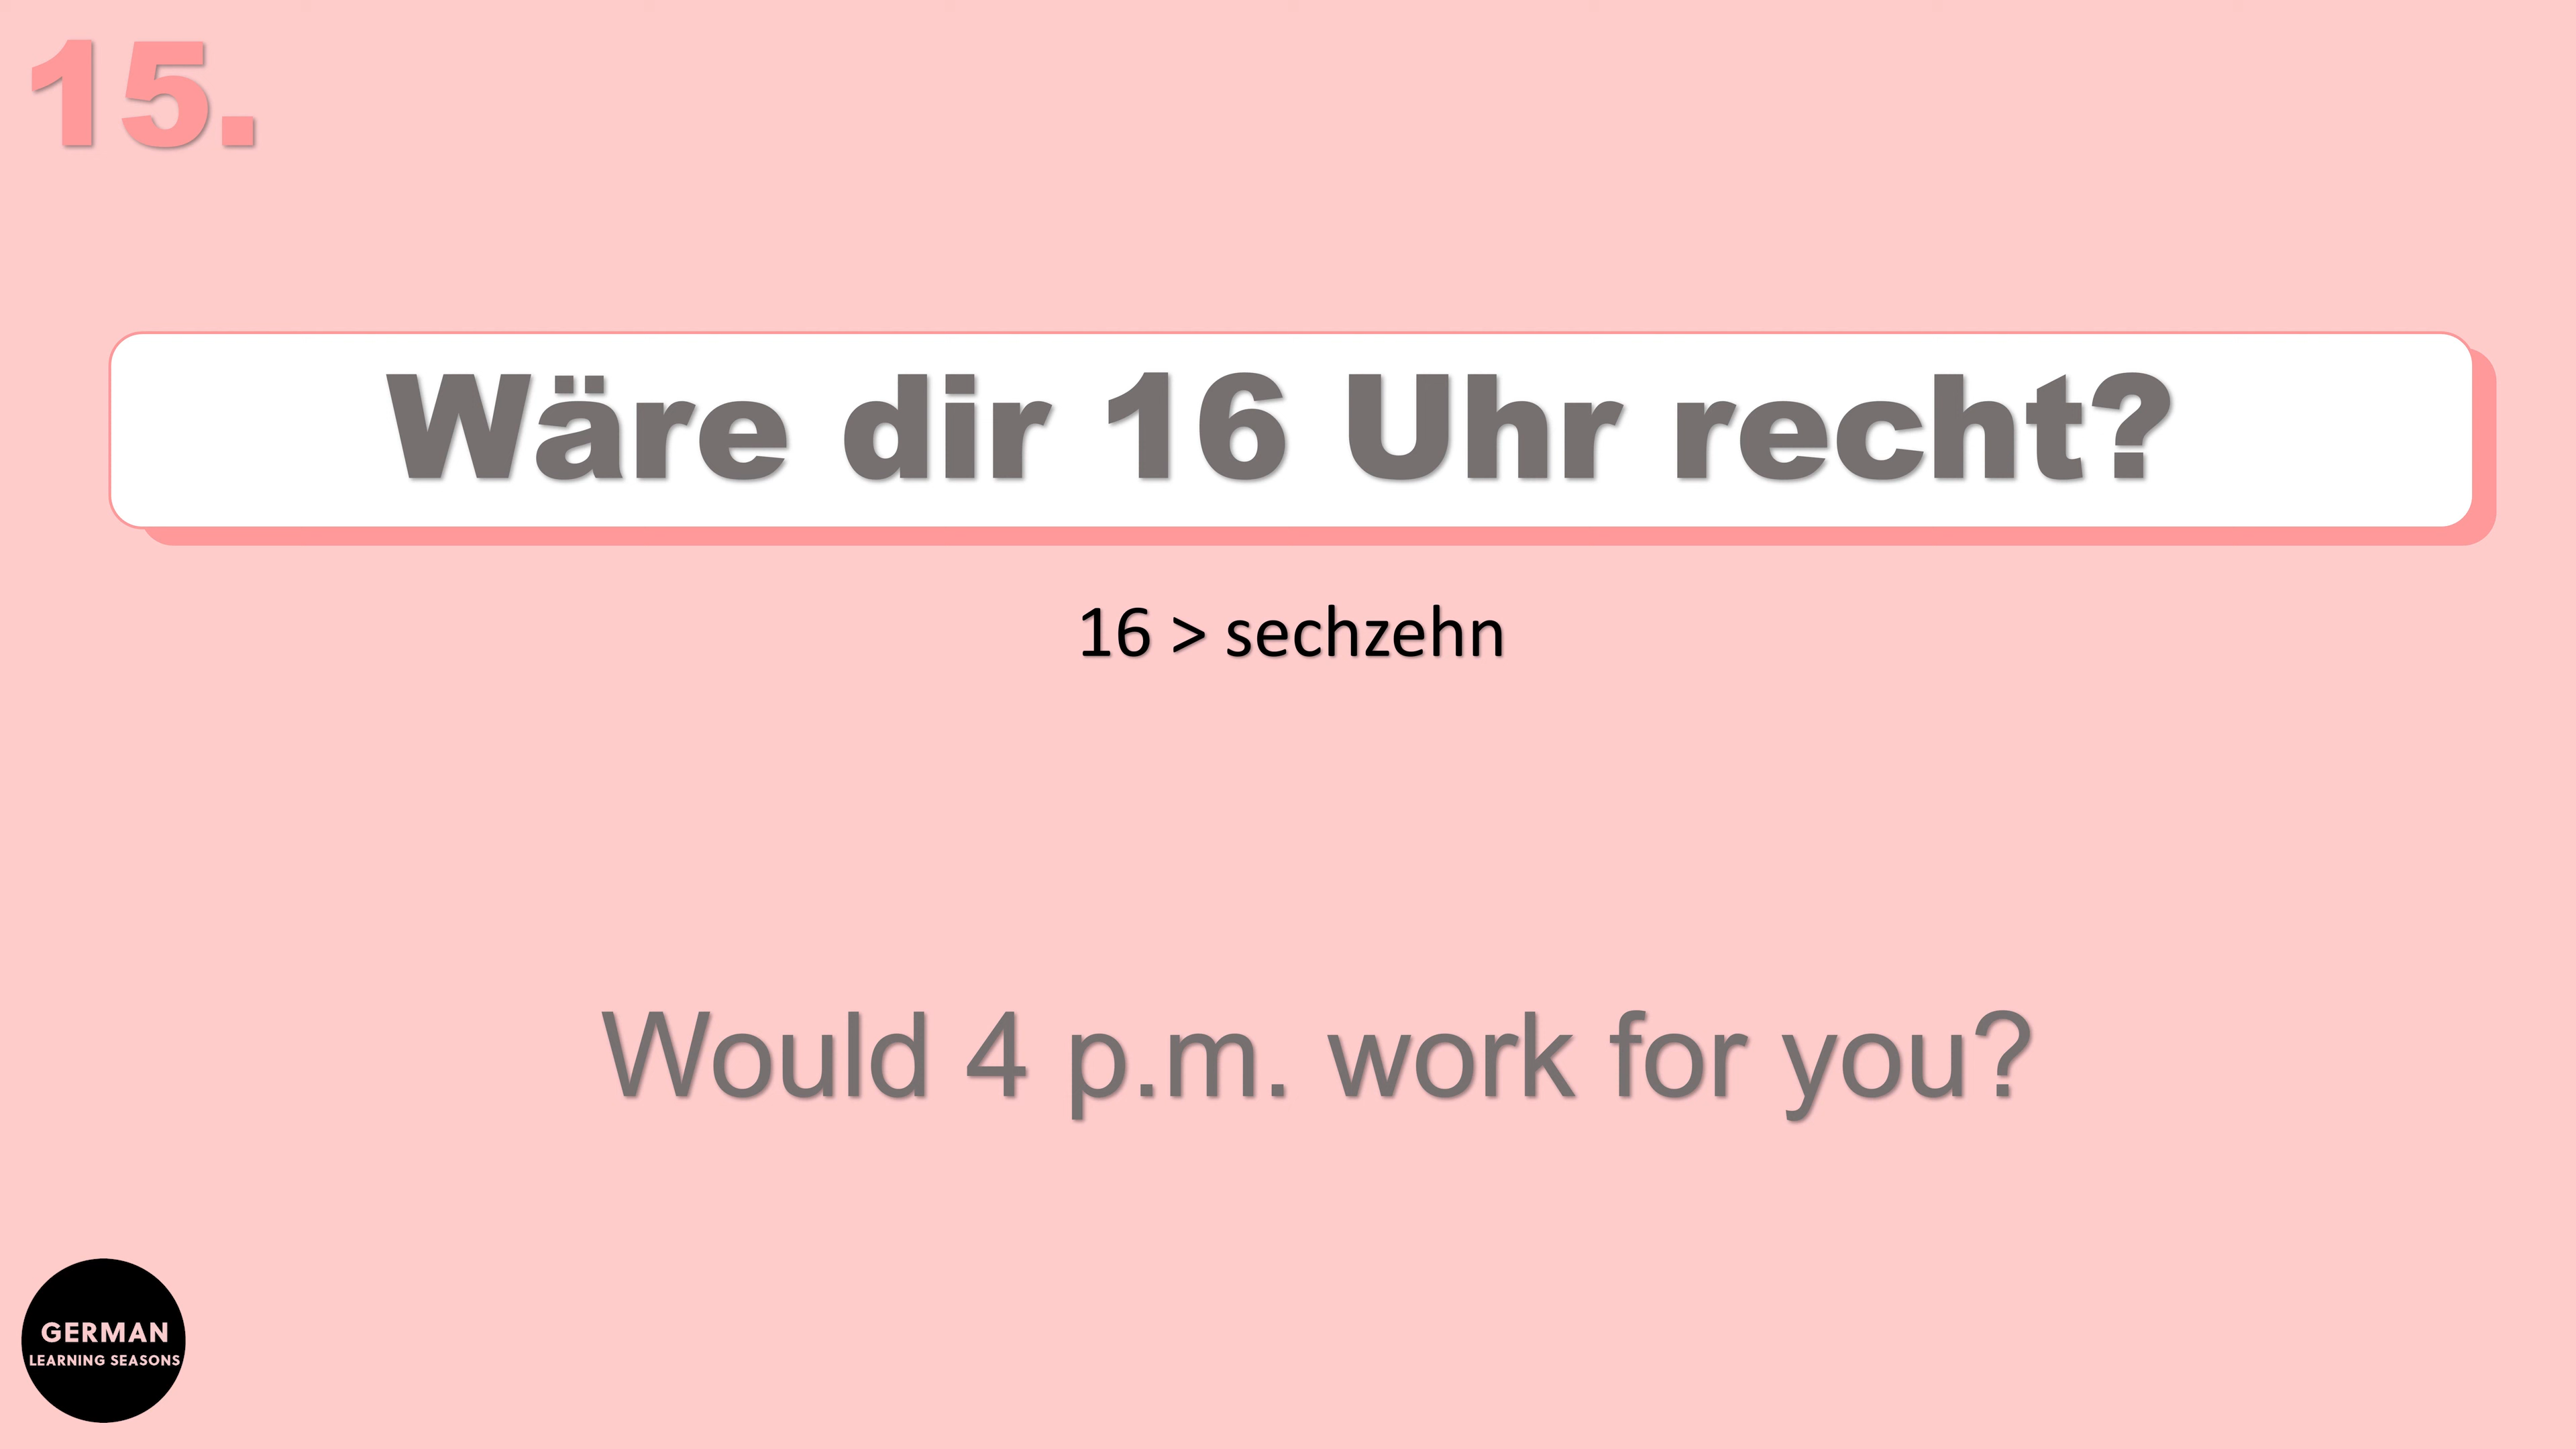 15.
Wäre dir 16 Uhr recht?
16 > sechzehn
Would 4 p.m. work for you?
GERMAN
LEARNING SEASONS